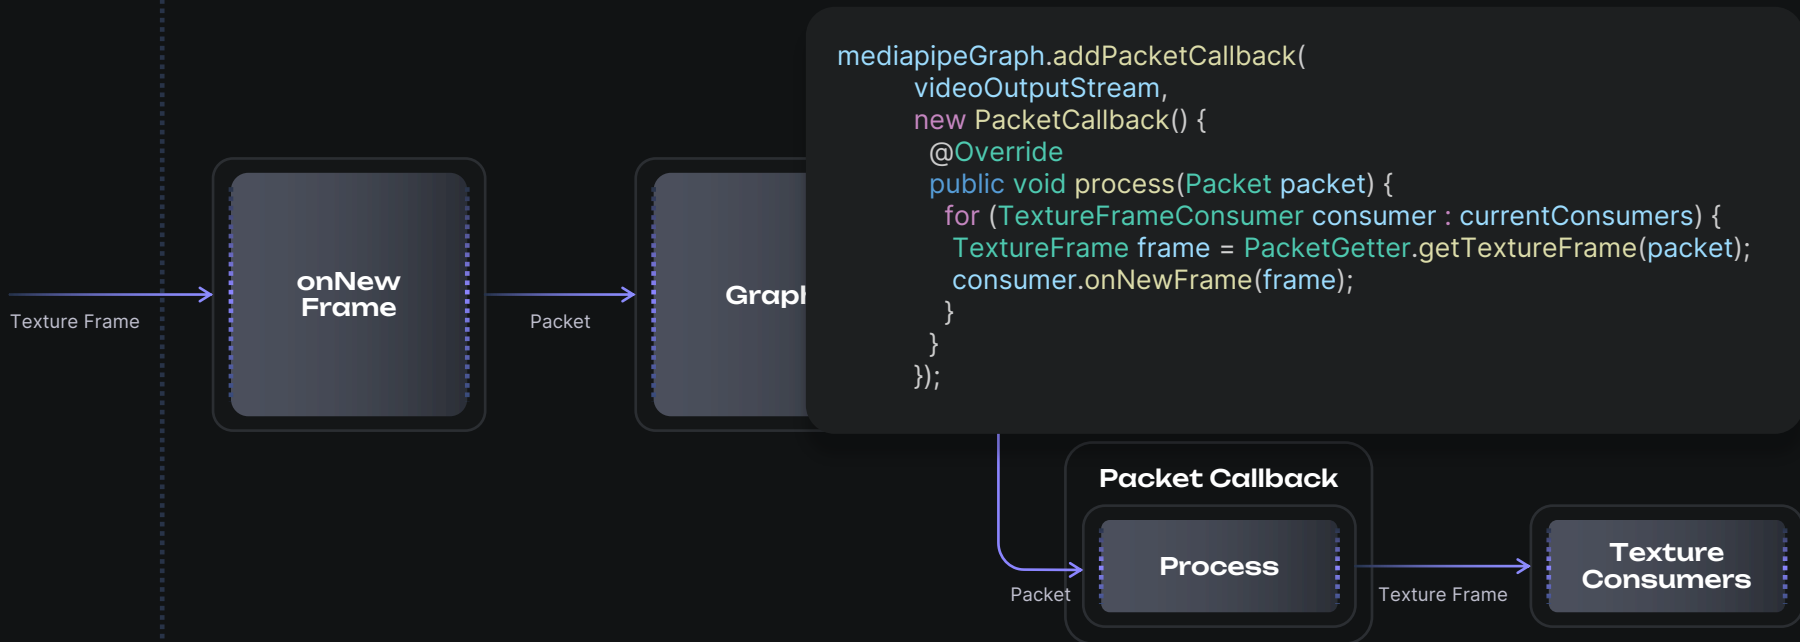 mediapipeGraph.addPacketCallback(
videoOutputStream,
new PacketCallback() {
@Override
public void process(Packet packet) {
for (TextureFrameConsumer consumer : currentConsumers) {
TextureFrame frame = PacketGetter.getTextureFrame(packet);
consumer.onNewFrame(frame);
}
}
});
Texture Frame
onNew
Frame
Packet
Graph
Packet
Packet Callback
Process
Texture Frame
Texture
Consumers